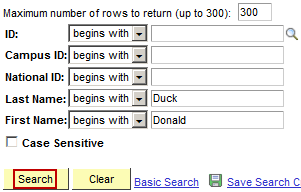 Maximum number of rows to return (up to 300): 300
ID: begins with
Campus ID: begins with
National ID: begins with
Last Name: begins with Duck
First Name: begins with Donald
Case Sensitive
Search Clear Basic Search Save Search C